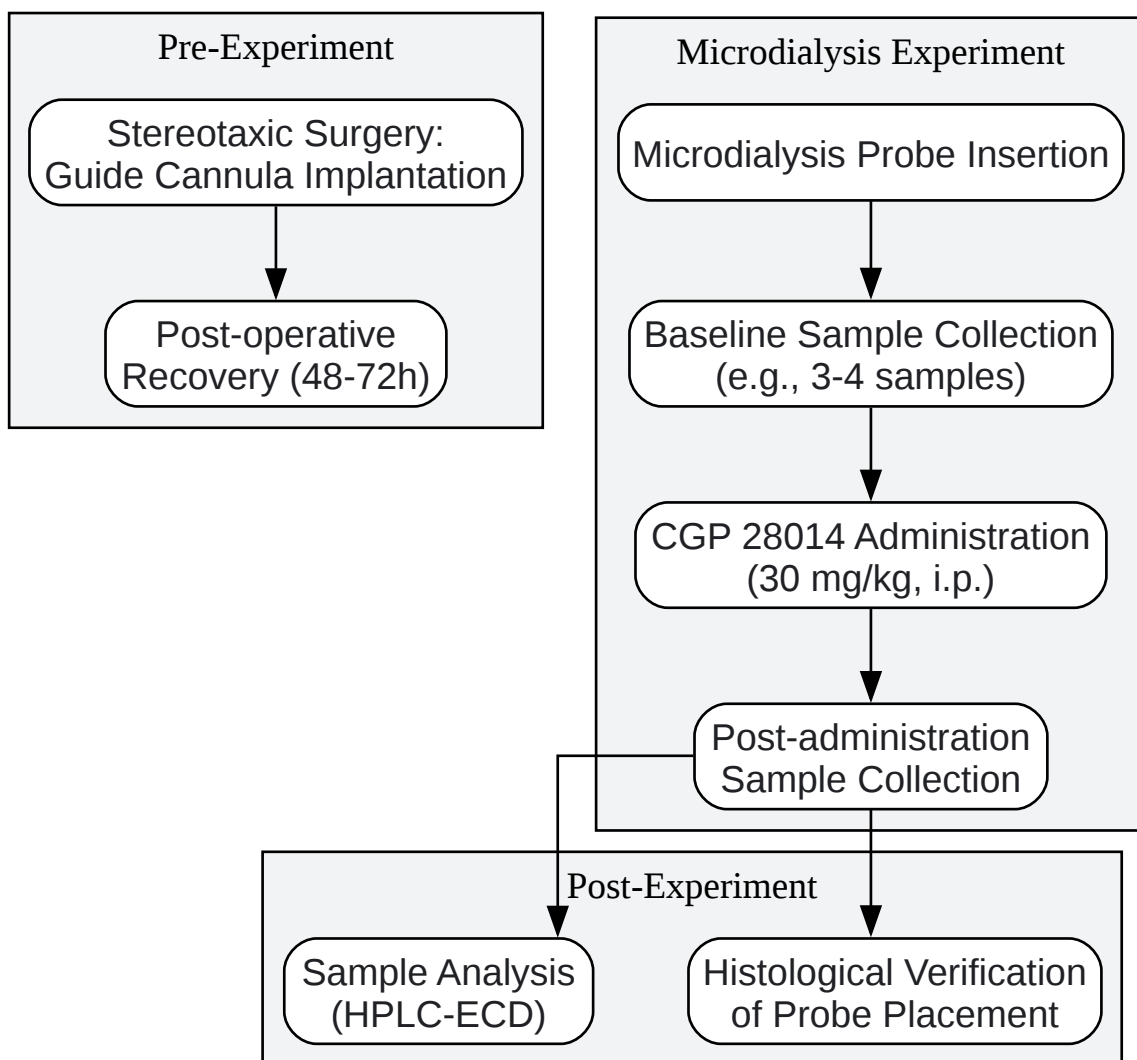 Pre-Experiment
Stereotaxic Surgery:
Guide Cannula Implantation
Post-operative
Recovery (48-72h)
Microdialysis Experiment
Microdialysis Probe Insertion
Baseline Sample Collection
(e.g., 3-4 samples)
CGP 28014 Administration
(30 mg/kg, i.p.)
Post-administration
Sample Collection
Post-Experiment
Sample Analysis
(HPLC-ECD)
Histological Verification
of Probe Placement